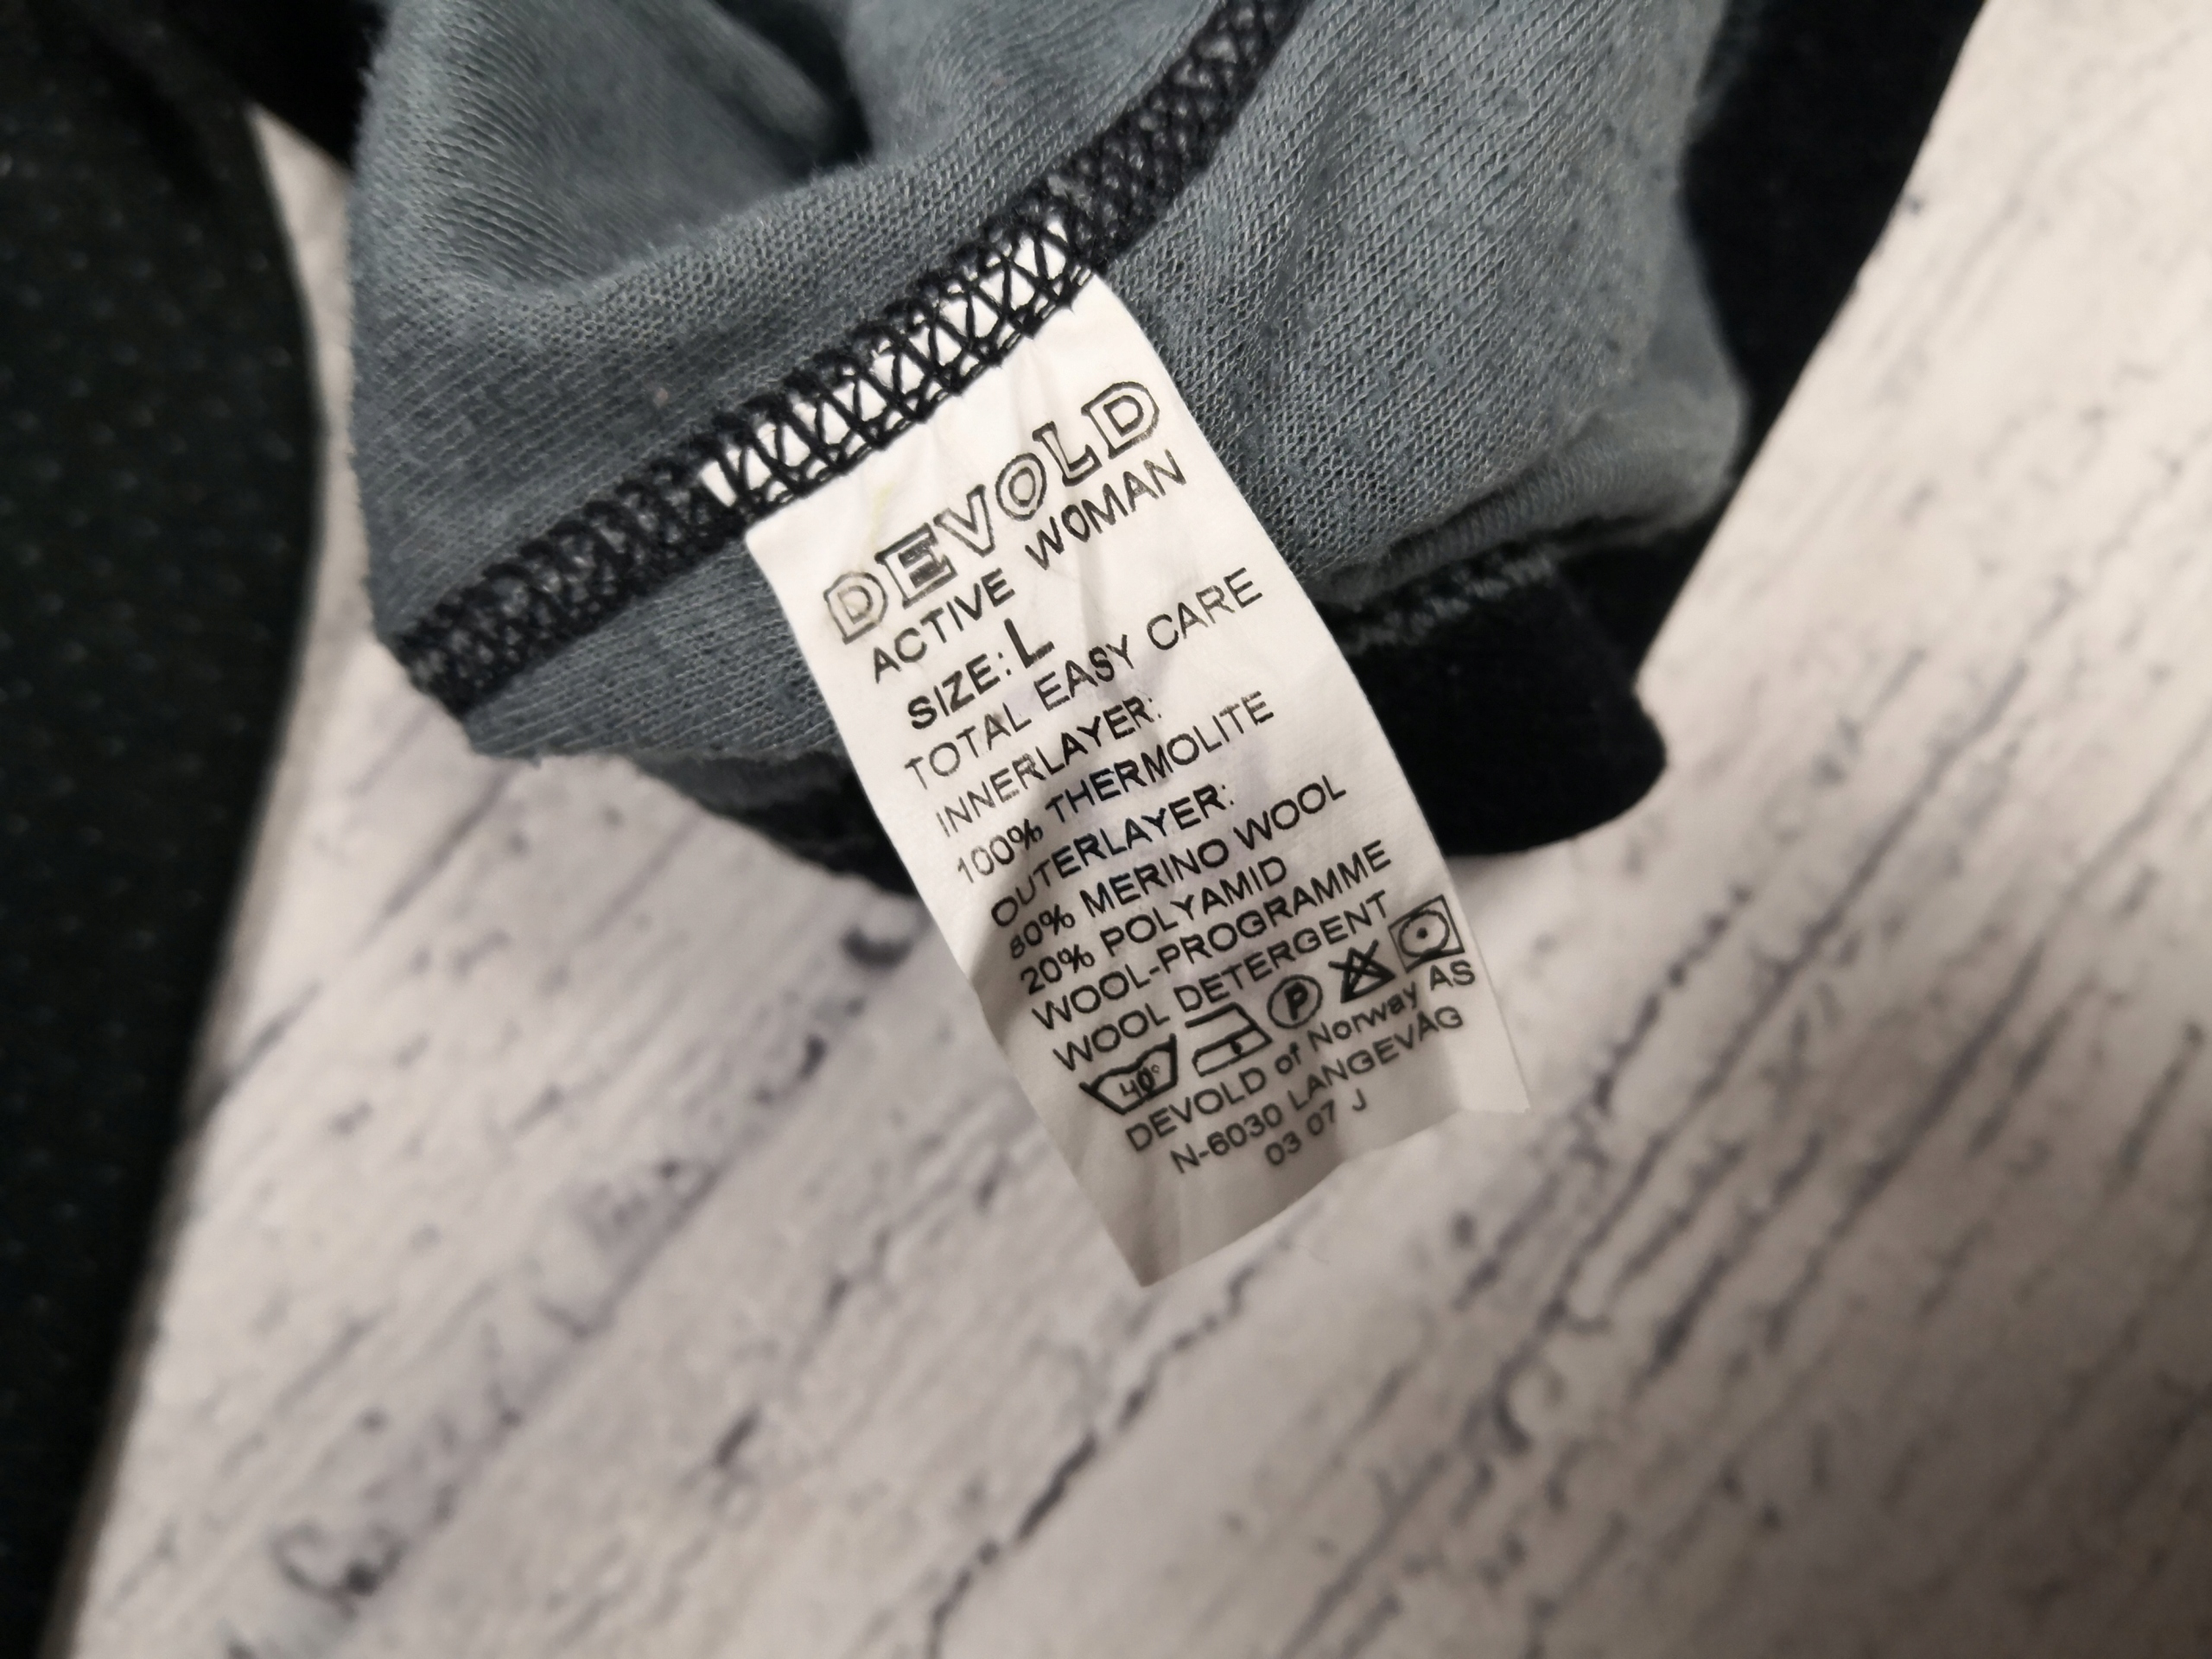 DEVOLD
ACTIVE WOMAN
SIZE: L
TOTAL EASY CARE
INNERLAYER:
100% THERMOLITE
OUTERLAYER:
80% MERINO WOOL
20% POLYAMID
WOOL-PROGRAMME
WOOL DETERGENT
40° P
DEVOLD of Norway AS
N-6030 LANGEVÅG
03 07 J